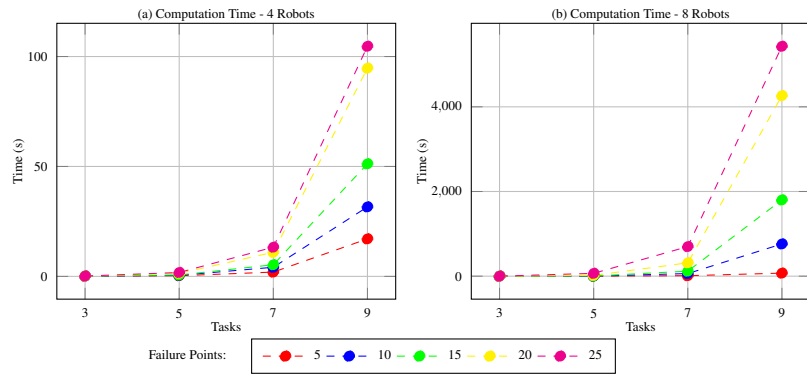 (a) Computation Time - 4 Robots
100
50
0
Time (s)
3 5 7 9
Tasks
(b) Computation Time - 8 Robots
4,000
2,000
0
Time (s)
3 5 7 9
Tasks
Failure Points: 5 10 15 20 25